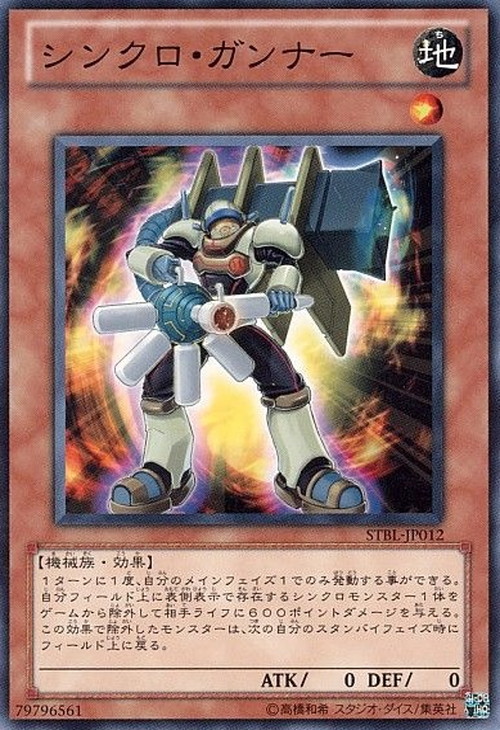 シンクロ・ガンナー
地
STBL-JP012
【機械族・効果】
１ターンに１度、自分のメインフェイズ１でのみ発動する事ができる。
自分フィールド上に表側表示で存在するシンクロモンスター１体を
ゲームから除外して相手ライフに６００ポイントダメージを与える。
この効果で除外したモンスターは、次の自分のスタンバイフェイズ時に
フィールド上に戻る。
ATK/ 0 DEF/ 0
79796561 ©高橋和希 スタジオ・ダイス/集英社